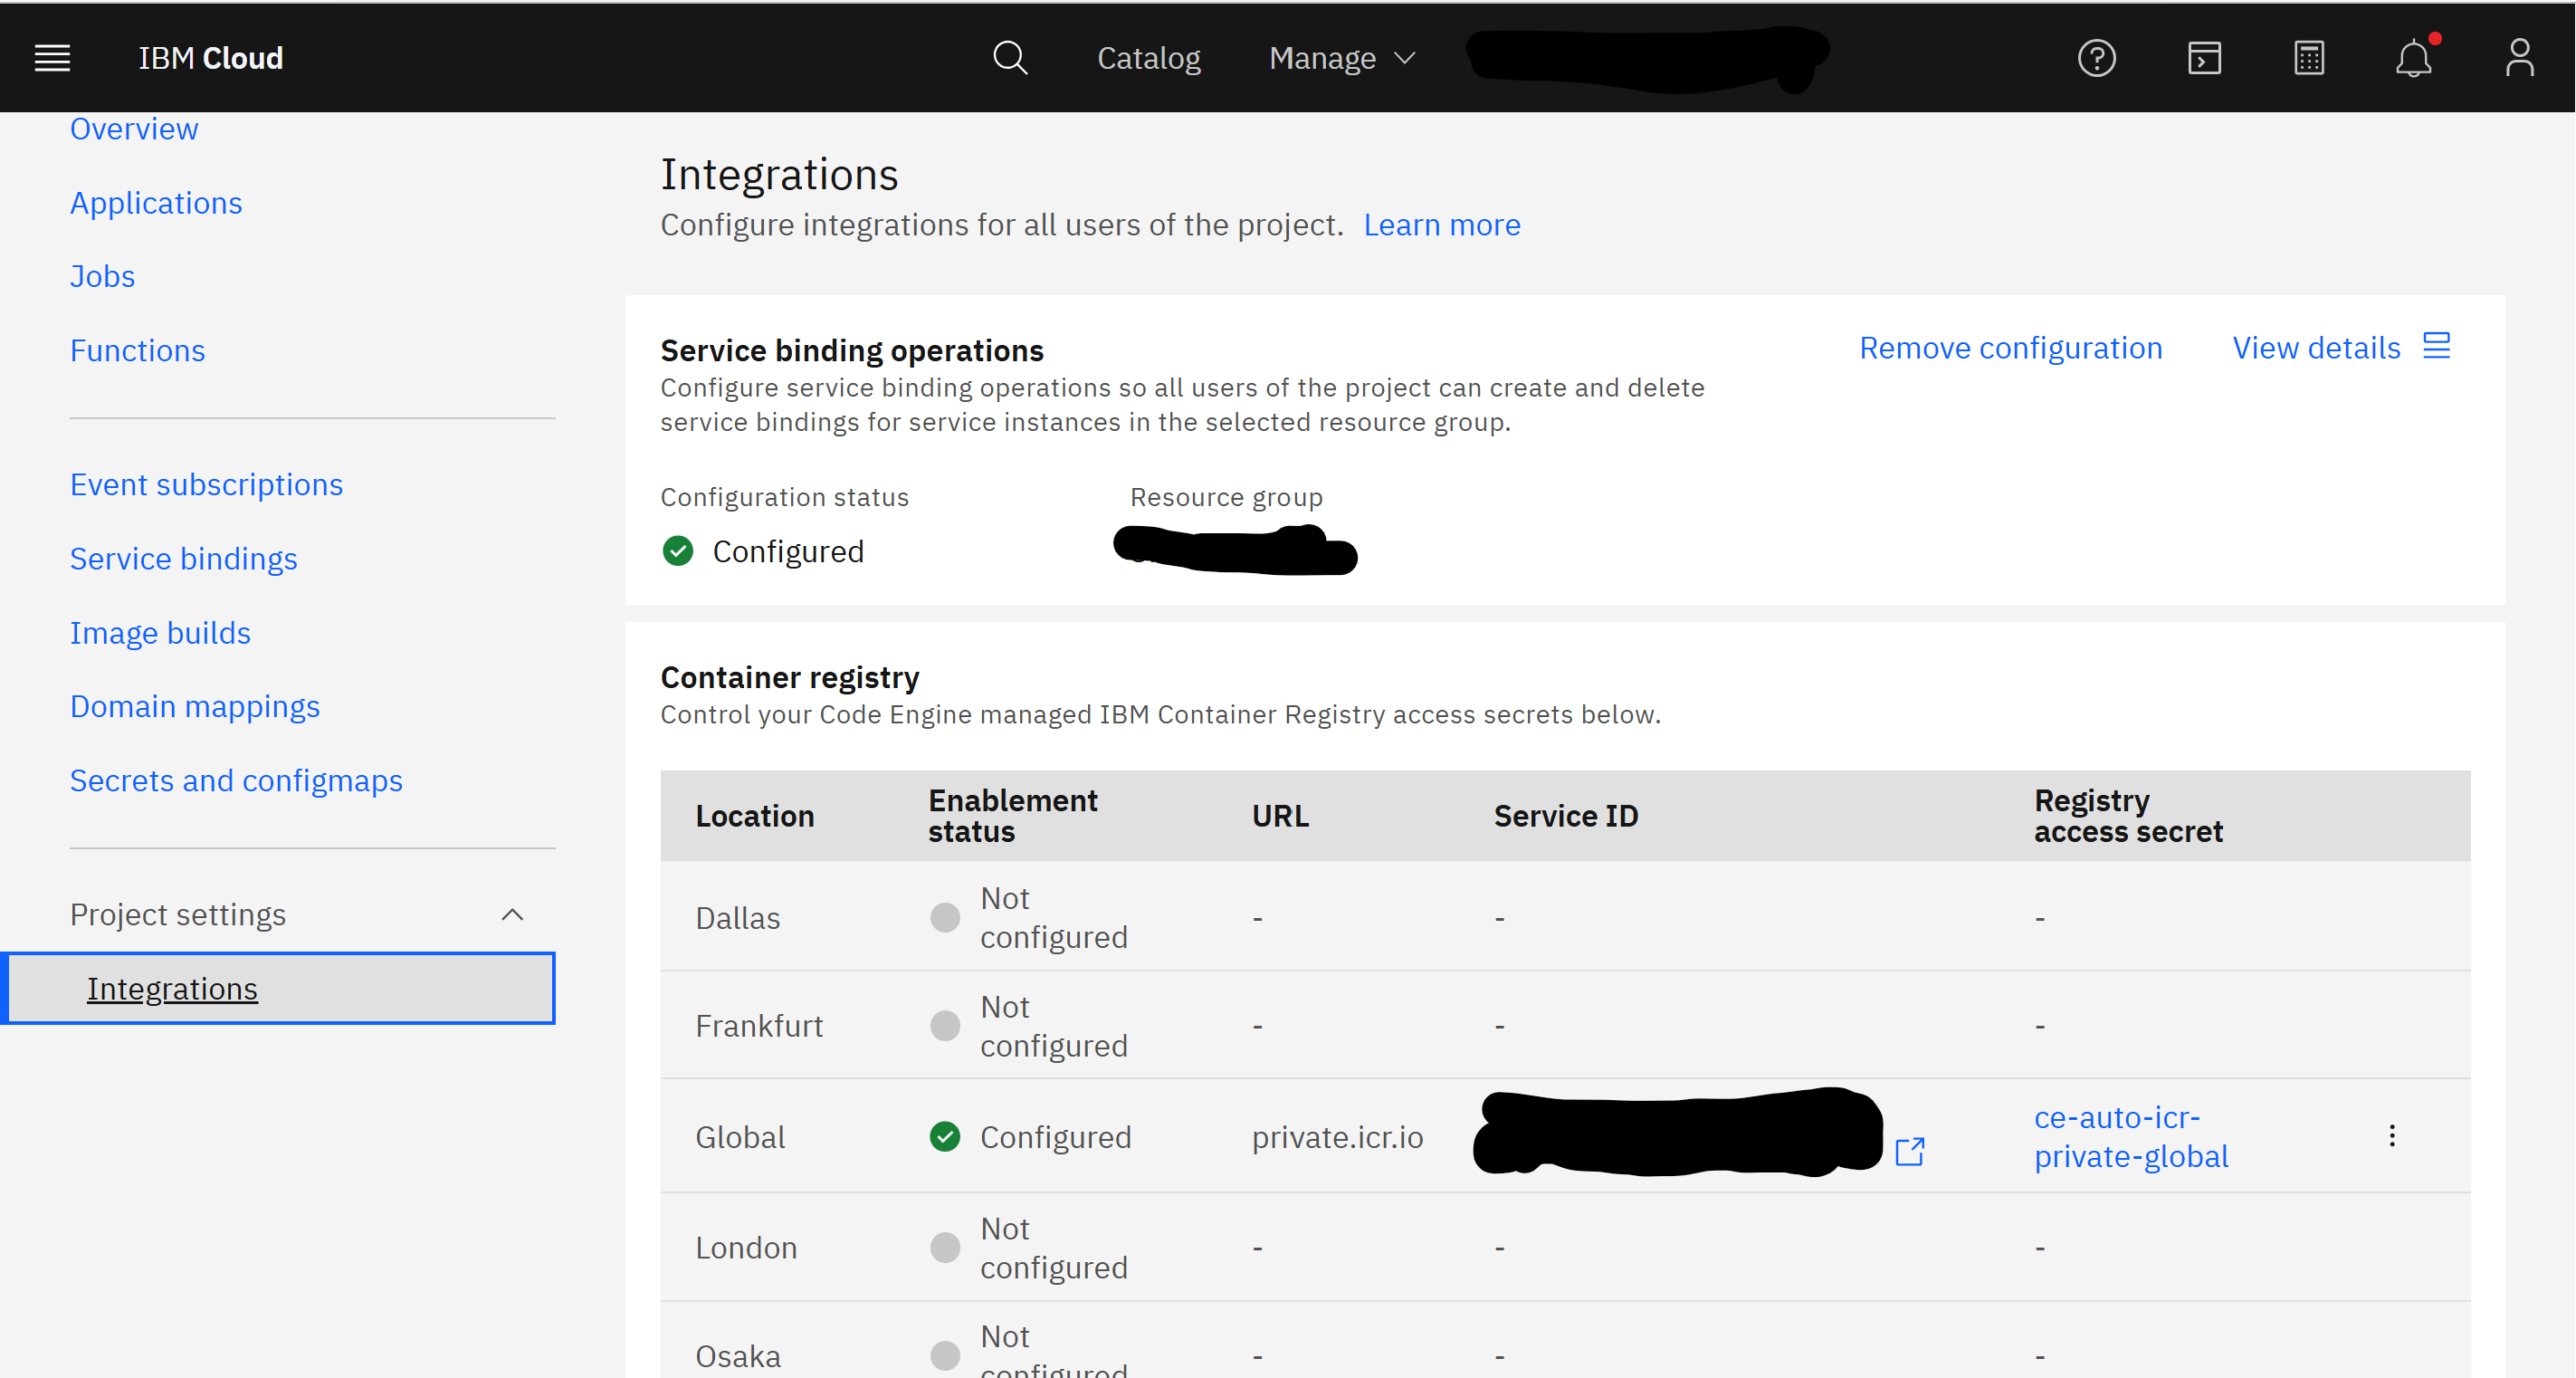 IBM Cloud
Catalog
Manage
Overview
Applications
Jobs
Functions
Event subscriptions
Service bindings
Image builds
Domain mappings
Secrets and configmaps
Project settings
Integrations
Integrations
Configure integrations for all users of the project. Learn more
Service binding operations
Remove configuration
View details
Configure service binding operations so all users of the project can create and delete
service bindings for service instances in the selected resource group.
Configuration status
Resource group
Configured
Container registry
Control your Code Engine managed IBM Container Registry access secrets below.
Location
Enablement
status
URL
Service ID
Registry
access secret
Dallas
Not
configured
-
-
-
Frankfurt
Not
configured
-
-
-
Global
Configured
private.icr.io
ce-auto-icr-
private-global
London
Not
configured
-
-
-
Osaka
Not
configured
-
-
-